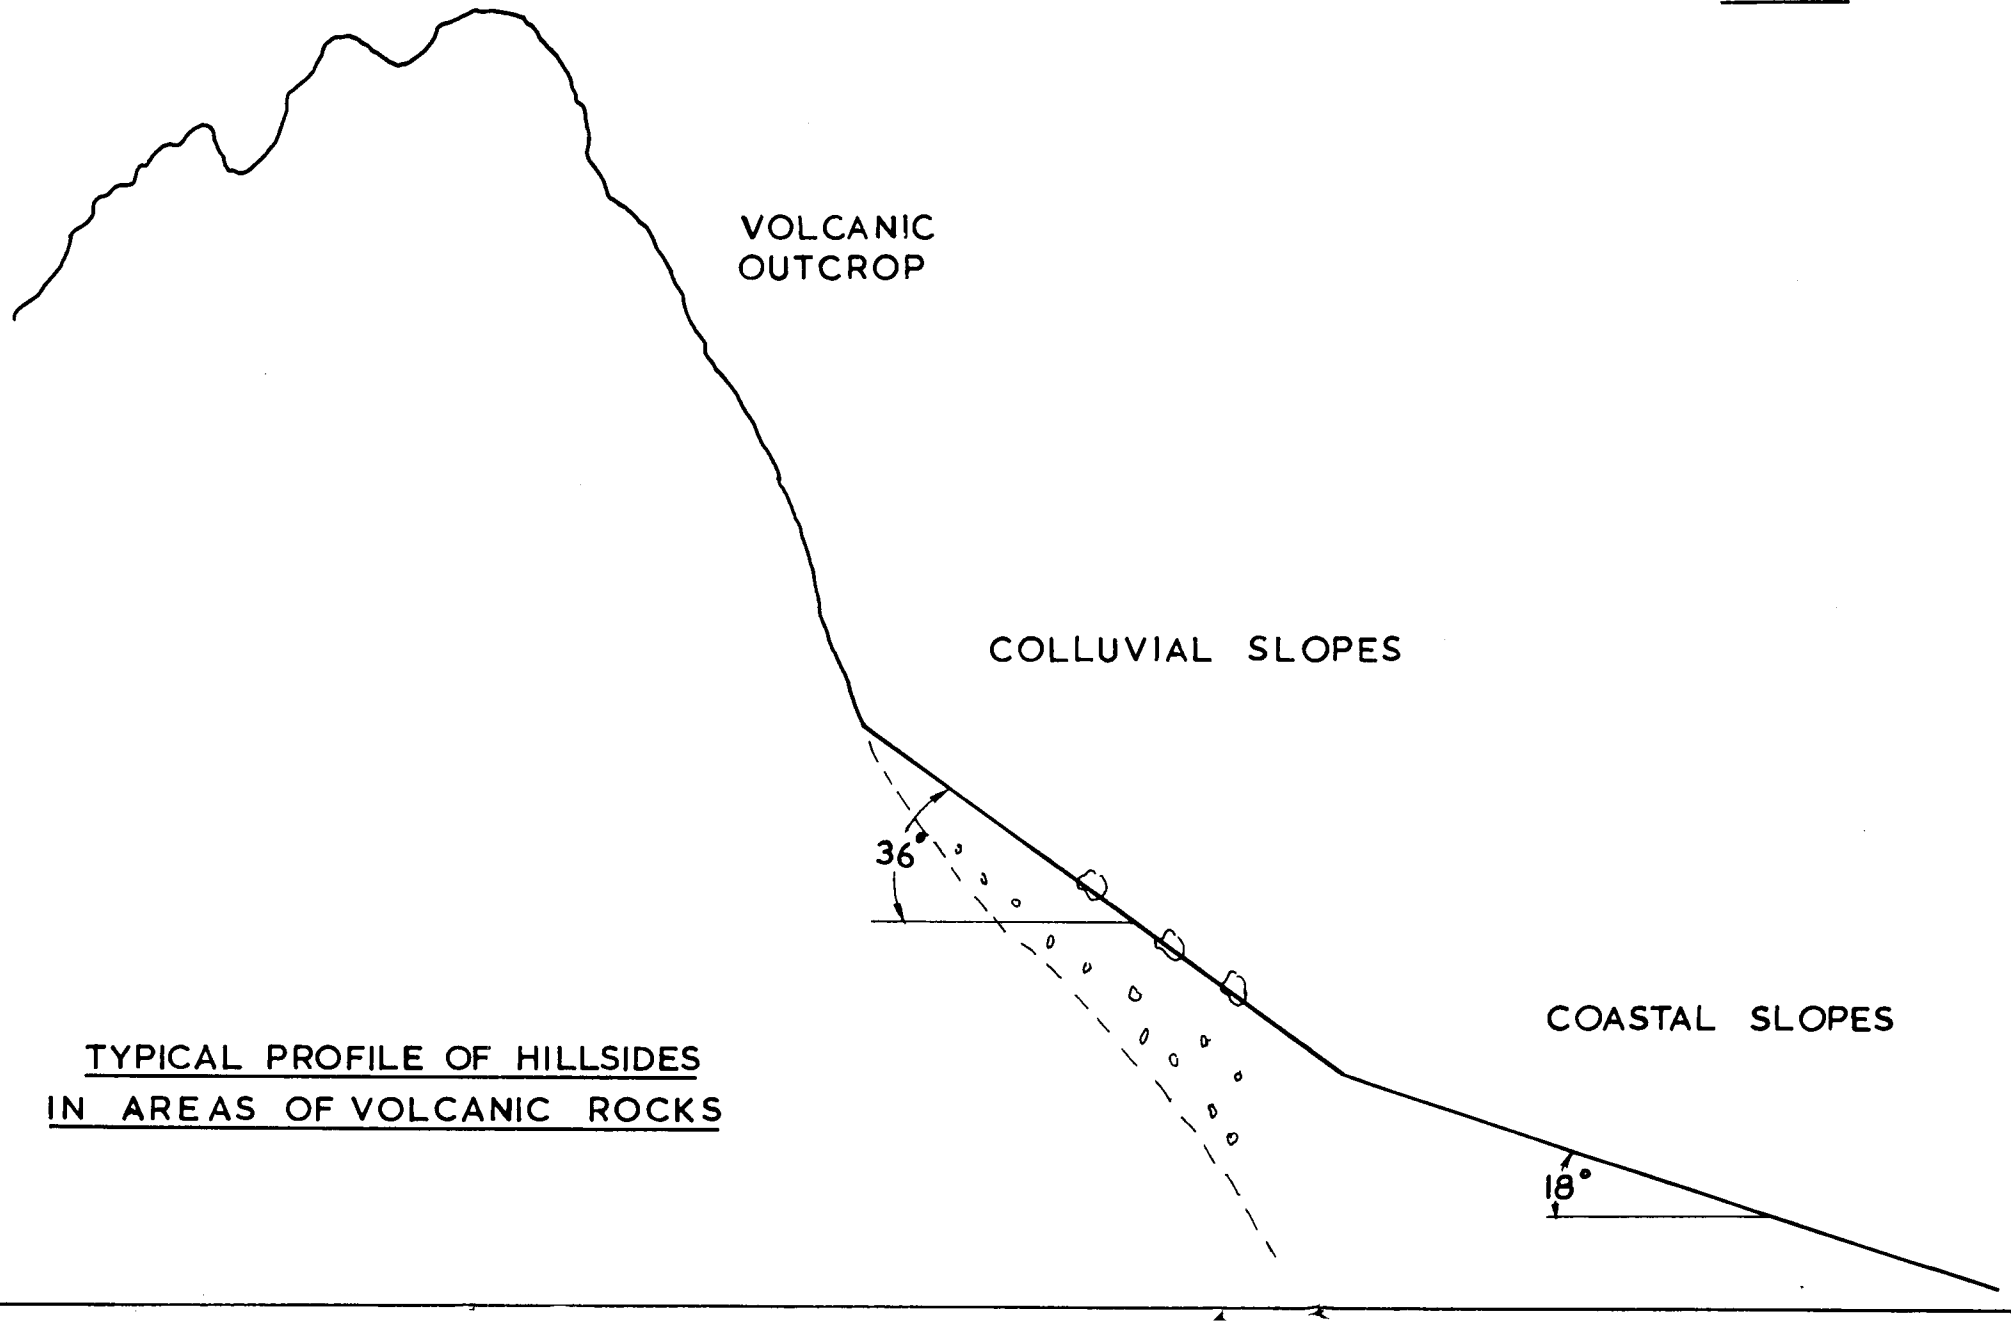 VOLCANIC
OUTCROP
COLLUVIAL SLOPES
36°
COASTAL SLOPES
18°
TYPICAL PROFILE OF HILLSIDES
IN AREAS OF VOLCANIC ROCKS